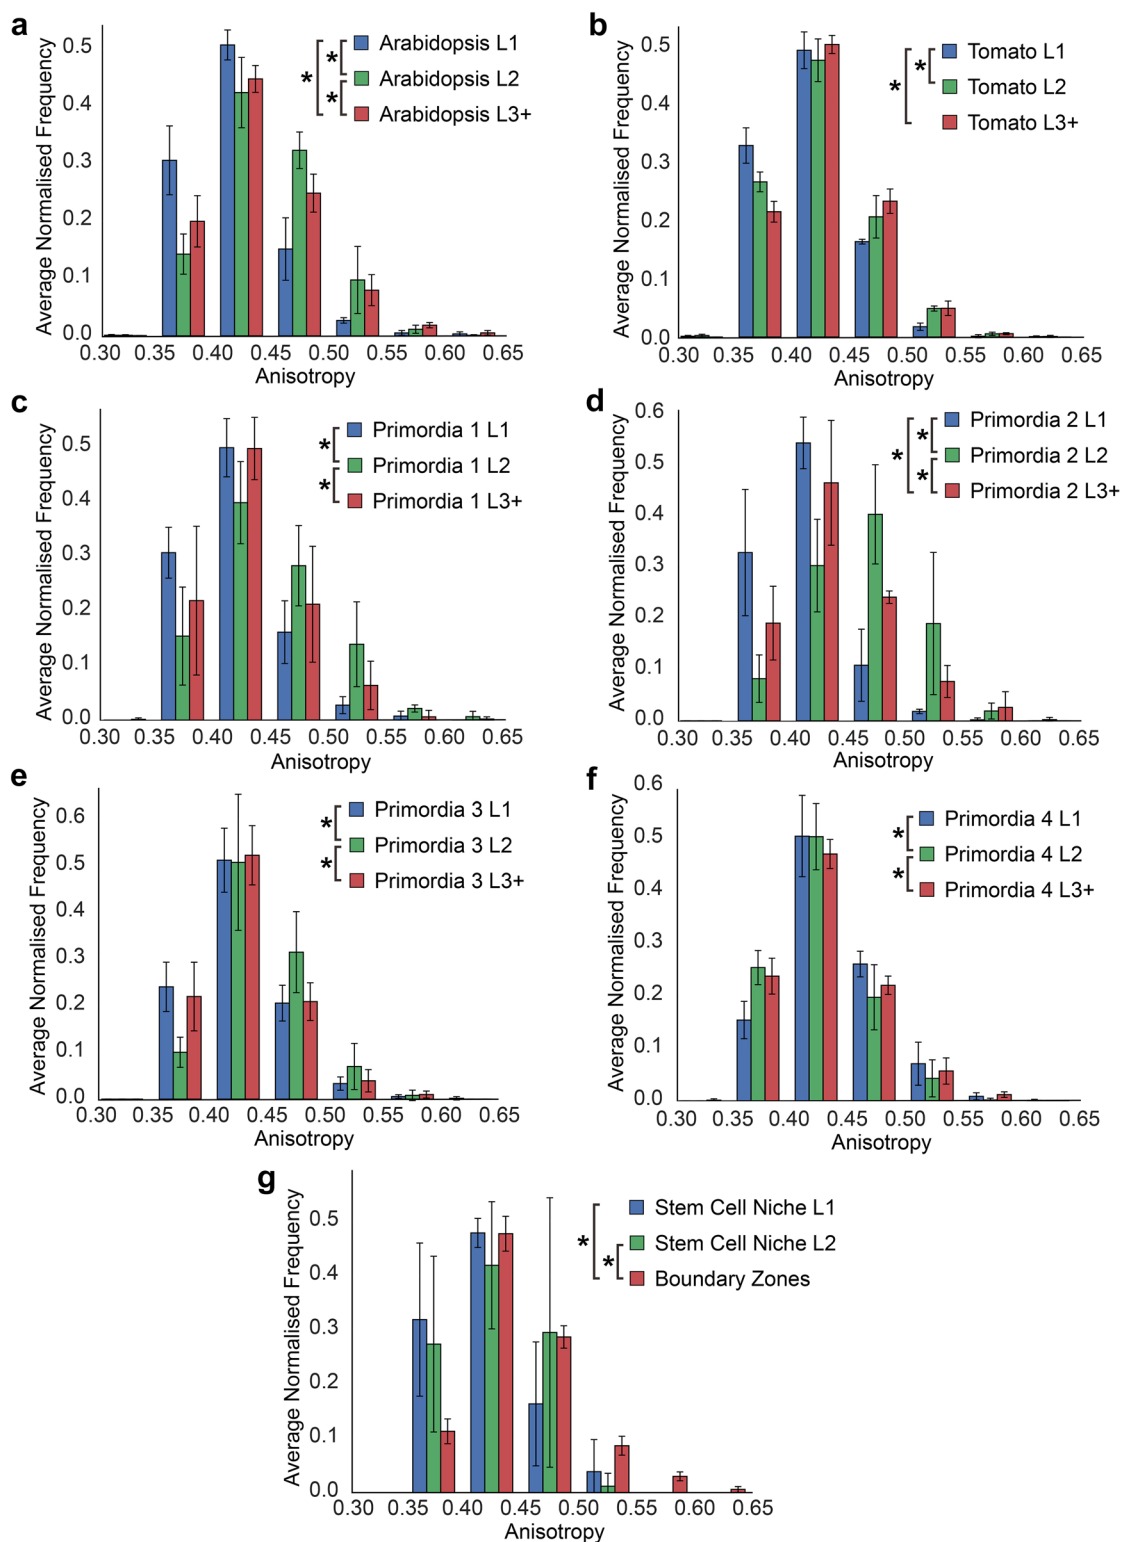 a
Average Normalised Frequency
0.5
0.4
0.3
0.2
0.1
0.0
0.30 0.35 0.40 0.45 0.50 0.55 0.60 0.65
Anisotropy
* * *
Arabidopsis L1
Arabidopsis L2
Arabidopsis L3+
b
Average Normalised Frequency
0.5
0.4
0.3
0.2
0.1
0.0
0.30 0.35 0.40 0.45 0.50 0.55 0.60 0.65
Anisotropy
* *
Tomato L1
Tomato L2
Tomato L3+
c
Average Normalised Frequency
0.5
0.4
0.3
0.2
0.1
0.0
0.30 0.35 0.40 0.45 0.50 0.55 0.60 0.65
Anisotropy
* *
Primordia 1 L1
Primordia 1 L2
Primordia 1 L3+
d
Average Normalised Frequency
0.6
0.5
0.4
0.3
0.2
0.1
0.0
0.30 0.35 0.40 0.45 0.50 0.55 0.60 0.65
Anisotropy
* * *
Primordia 2 L1
Primordia 2 L2
Primordia 2 L3+
e
Average Normalised Frequency
0.6
0.5
0.4
0.3
0.2
0.1
0.0
0.30 0.35 0.40 0.45 0.50 0.55 0.60 0.65
Anisotropy
* *
Primordia 3 L1
Primordia 3 L2
Primordia 3 L3+
f
Average Normalised Frequency
0.6
0.5
0.4
0.3
0.2
0.1
0.0
0.30 0.35 0.40 0.45 0.50 0.55 0.60 0.65
Anisotropy
* *
Primordia 4 L1
Primordia 4 L2
Primordia 4 L3+
g
Average Normalised Frequency
0.5
0.4
0.3
0.2
0.1
0.0
0.30 0.35 0.40 0.45 0.50 0.55 0.60 0.65
Anisotropy
* *
Stem Cell Niche L1
Stem Cell Niche L2
Boundary Zones